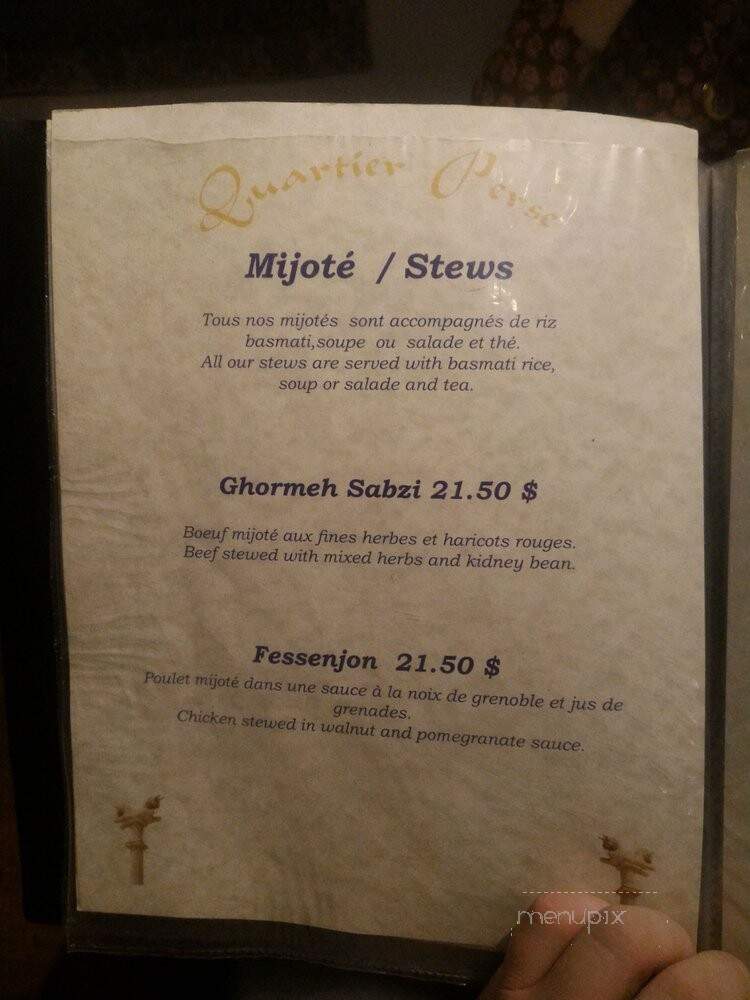 Quartier Perse
Mijoté / Stews
Tous nos mijotés sont accompagnés de riz
basmati,soupe ou salade et thé.
All our stews are served with basmati rice,
soup or salade and tea.
Ghormeh Sabzi 21.50 $
Boeuf mijoté aux fines herbes et haricots rouges.
Beef stewed with mixed herbs and kidney bean.
Fessenjon 21.50 $
Poulet mijoté dans une sauce à la noix de grenoble et jus de
grenades.
Chicken stewed in walnut and pomegranate sauce.
menupix